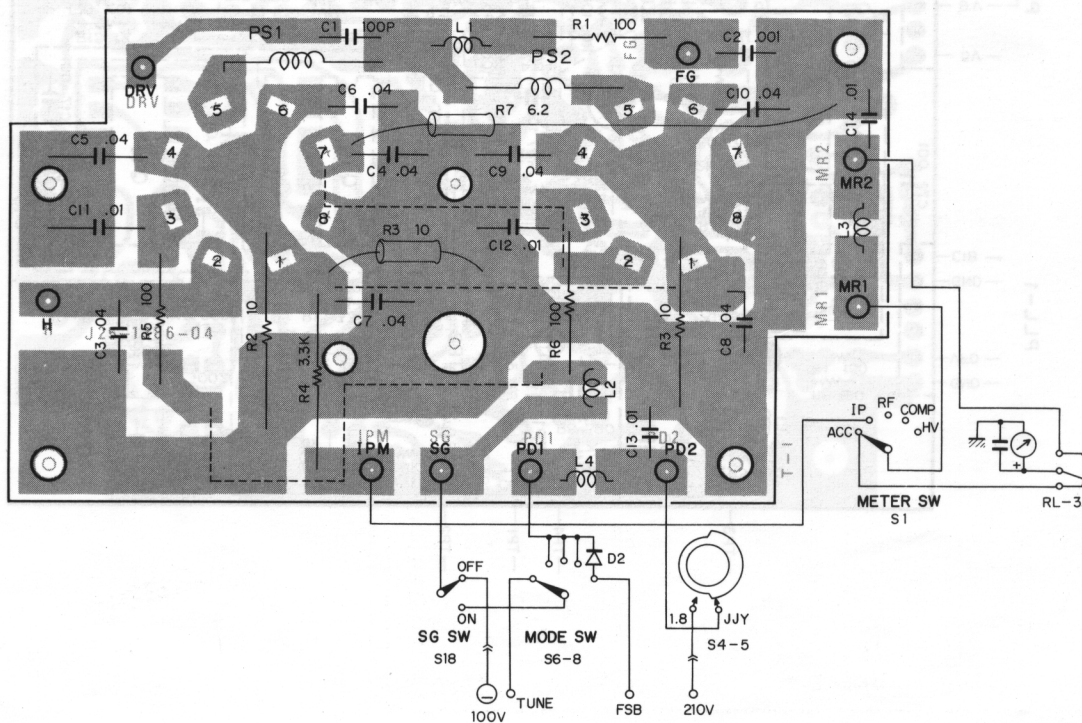 C1 100P
L1
R1 100
PS1
PS2
C2 .001
FG
FG
DRV
DRV
C6 .04
R7 6.2
C10 .04
C14 .01
5
6
5
6
C5 .04
4
7
C4 .04
C9 .04
4
7
MR2
MR2
C11 .01
3
8
C12 .01
3
8
L3
R3 10
2
1
2
1
H
MR1
MR1
R5 100
R2 10
C7 .04
R6 100
R3 10
C8 .04
C3 .04
R4 3.3K
L2
C13 .01
IPM
SG
PD1
IPM
SG
PD1
L4
PD2
T-1
IP
RF
COMP
ACC
HV
METER SW
S1
+
RL-3
OFF
D2
ON
SG SW
S18
MODE SW
S6-8
1.8
JJY
S4-5
100V
TUNE
FSB
210V